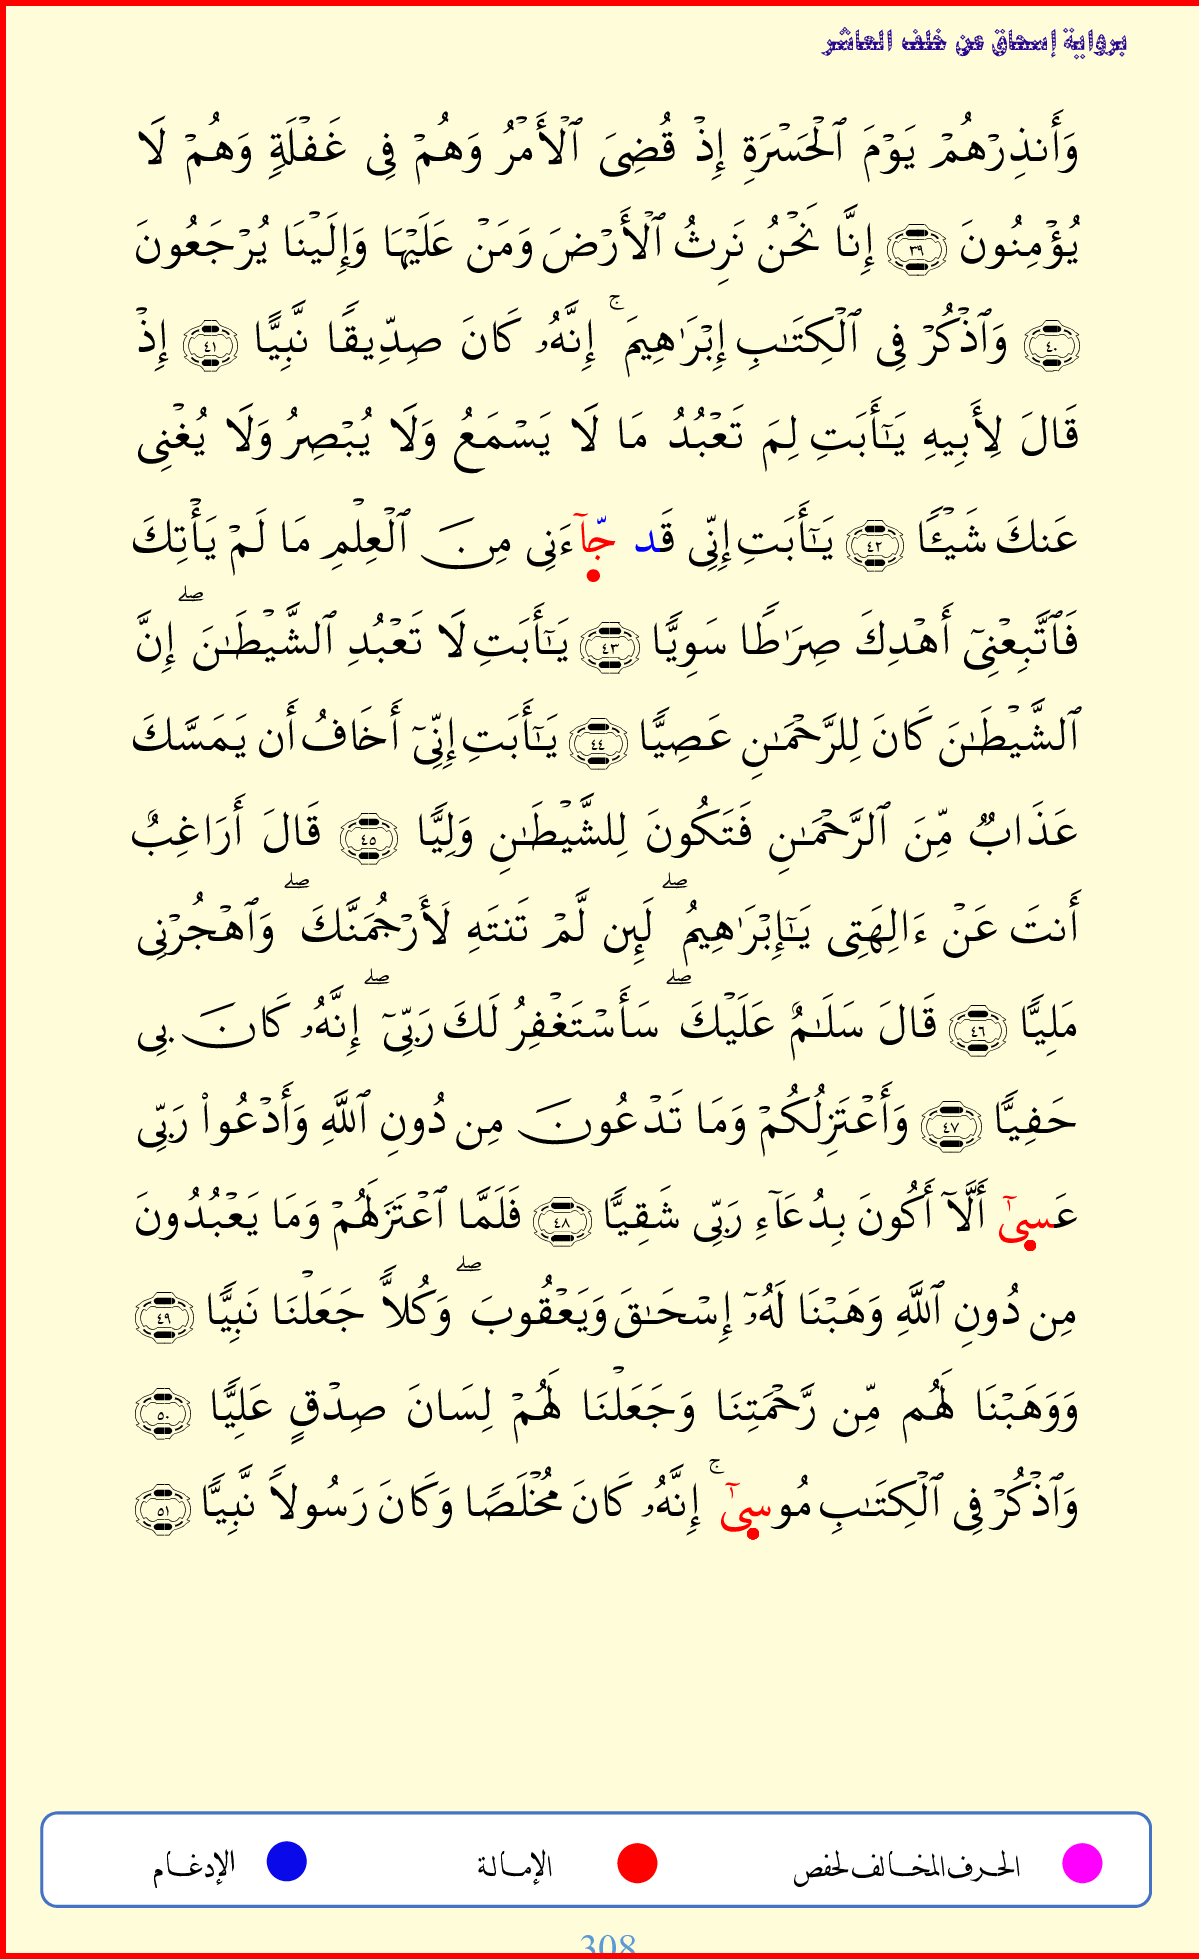 برواية إسحاق عن خلف العاشر
وَأَنذِرْهُمْ يَوْمَ ٱلْحَسْرَةِ إِذْ قُضِىَ ٱلْأَمْرُ وَهُمْ فِى غَفْلَةٍ وَهُمْ لَا
يُؤْمِنُونَ ٣٩ إِنَّا نَحْنُ نَرِثُ ٱلْأَرْضَ وَمَنْ عَلَيْهَا وَإِلَيْنَا يُرْجَعُونَ
٤٠ وَٱذْكُرْ فِى ٱلْكِتَـٰبِ إِبْرَٰهِيمَ ۚ إِنَّهُۥ كَانَ صِدِّيقًا نَّبِيًّا ٤١ إِذْ
قَالَ لِأَبِيهِ يَـٰٓأَبَتِ لِمَ تَعْبُدُ مَا لَا يَسْمَعُ وَلَا يُبْصِرُ وَلَا يُغْنِى
عَنكَ شَيْـًٔا ٤٢ يَـٰٓأَبَتِ إِنِّى قَد جَّآءَنِى مِنَ ٱلْعِلْمِ مَا لَمْ يَأْتِكَ
فَٱتَّبِعْنِىٓ أَهْدِكَ صِرَٰطًا سَوِيًّا ٤٣ يَـٰٓأَبَتِ لَا تَعْبُدِ ٱلشَّيْطَـٰنَ ۖ إِنَّ
ٱلشَّيْطَـٰنَ كَانَ لِلرَّحْمَـٰنِ عَصِيًّا ٤٤ يَـٰٓأَبَتِ إِنِّىٓ أَخَافُ أَن يَمَسَّكَ
عَذَابٌ مِّنَ ٱلرَّحْمَـٰنِ فَتَكُونَ لِلشَّيْطَـٰنِ وَلِيًّا ٤٥ قَالَ أَرَاغِبٌ
أَنتَ عَنْ ءَالِهَتِى يَـٰٓإِبْرَٰهِيمُ ۖ لَئِن لَّمْ تَنتَهِ لَأَرْجُمَنَّكَ ۖ وَٱهْجُرْنِى
مَلِيًّا ٤٦ قَالَ سَلَـٰمٌ عَلَيْكَ ۖ سَأَسْتَغْفِرُ لَكَ رَبِّىٓ ۖ إِنَّهُۥ كَانَ بِى
حَفِيًّا ٤٧ وَأَعْتَزِلُكُمْ وَمَا تَدْعُونَ مِن دُونِ ٱللَّهِ وَأَدْعُوا۟ رَبِّى
عَسِىٰٓ أَلَّآ أَكُونَ بِدُعَآءِ رَبِّى شَقِيًّا ٤٨ فَلَمَّا ٱعْتَزَلَهُمْ وَمَا يَعْبُدُونَ
مِن دُونِ ٱللَّهِ وَهَبْنَا لَهُۥٓ إِسْحَـٰقَ وَيَعْقُوبَ ۖ وَكُلًّا جَعَلْنَا نَبِيًّا ٤٩
وَوَهَبْنَا لَهُم مِّن رَّحْمَتِنَا وَجَعَلْنَا لَهُمْ لِسَانَ صِدْقٍ عَلِيًّا ٥٠
وَٱذْكُرْ فِى ٱلْكِتَـٰبِ مُوسِىٰٓ ۚ إِنَّهُۥ كَانَ مُخْلَصًا وَكَانَ رَسُولًا نَّبِيًّا ٥١
الحرف المخالف لحفص الإمالة الإدغام
308